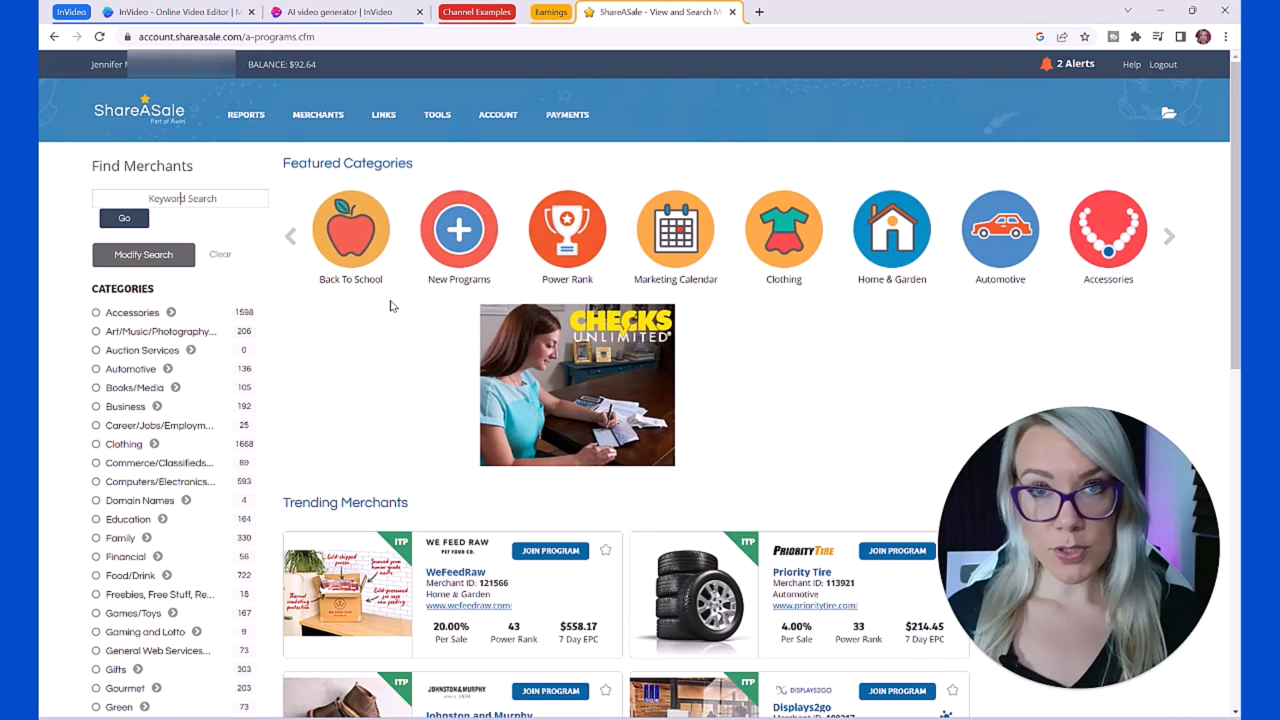 InVideo
InVideo - Online Video Editor | M
AI video generator | InVideo
Channel Examples
Earnings
ShareASale - View and Search M
account.shareasale.com/a-programs.cfm
Jennifer
BALANCE: $92.64
2 Alerts
Help
Logout
ShareASale
Part of Awin
REPORTS
MERCHANTS
LINKS
TOOLS
ACCOUNT
PAYMENTS
Find Merchants
Keyword Search
Go
Modify Search
Clear
CATEGORIES
Accessories 1598
Art/Music/Photography... 206
Auction Services 0
Automotive 136
Books/Media 105
Business 192
Career/Jobs/Employm... 25
Clothing 1668
Commerce/Classifieds... 89
Computers/Electronics... 593
Domain Names 4
Education 164
Family 330
Financial 56
Food/Drink 722
Freebies, Free Stuff, Re... 18
Games/Toys 167
Gaming and Lotto 9
General Web Services... 73
Gifts 303
Gourmet 203
Green 73
Featured Categories
Back To School
New Programs
Power Rank
Marketing Calendar
Clothing
Home & Garden
Automotive
Accessories
CHECKS
UNLIMITED
Trending Merchants
ITP
WE FEED RAW
PET FOOD CO.
JOIN PROGRAM
WeFeedRaw
Merchant ID: 121566
Home & Garden
www.wefeedraw.com/
20.00% 43 $558.17
Per Sale Power Rank 7 Day EPC
ITP
PRIORITYTIRE
JOIN PROGRAM
Priority Tire
Merchant ID: 113921
Automotive
www.prioritytire.com/
4.00% 33 $214.45
Per Sale Power Rank 7 Day EPC
ITP
JOHNSTON & MURPHY
JOIN PROGRAM
Johnston and Murphy
ITP
DISPLAYS2GO
JOIN PROGRAM
Displays2go